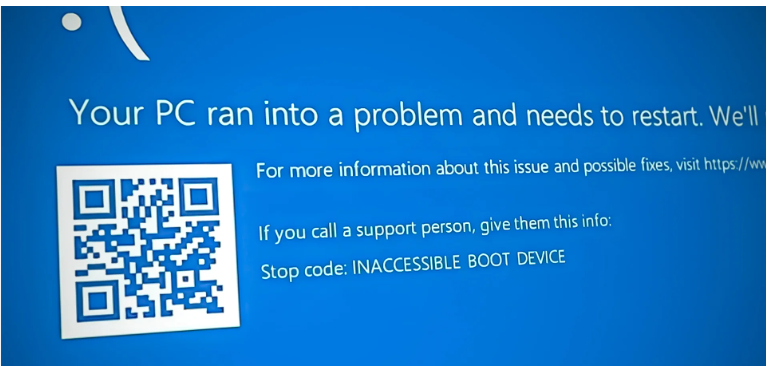 :(
Your PC ran into a problem and needs to restart. We'll
For more information about this issue and possible fixes, visit https://ww
If you call a support person, give them this info:
Stop code: INACCESSIBLE BOOT DEVICE